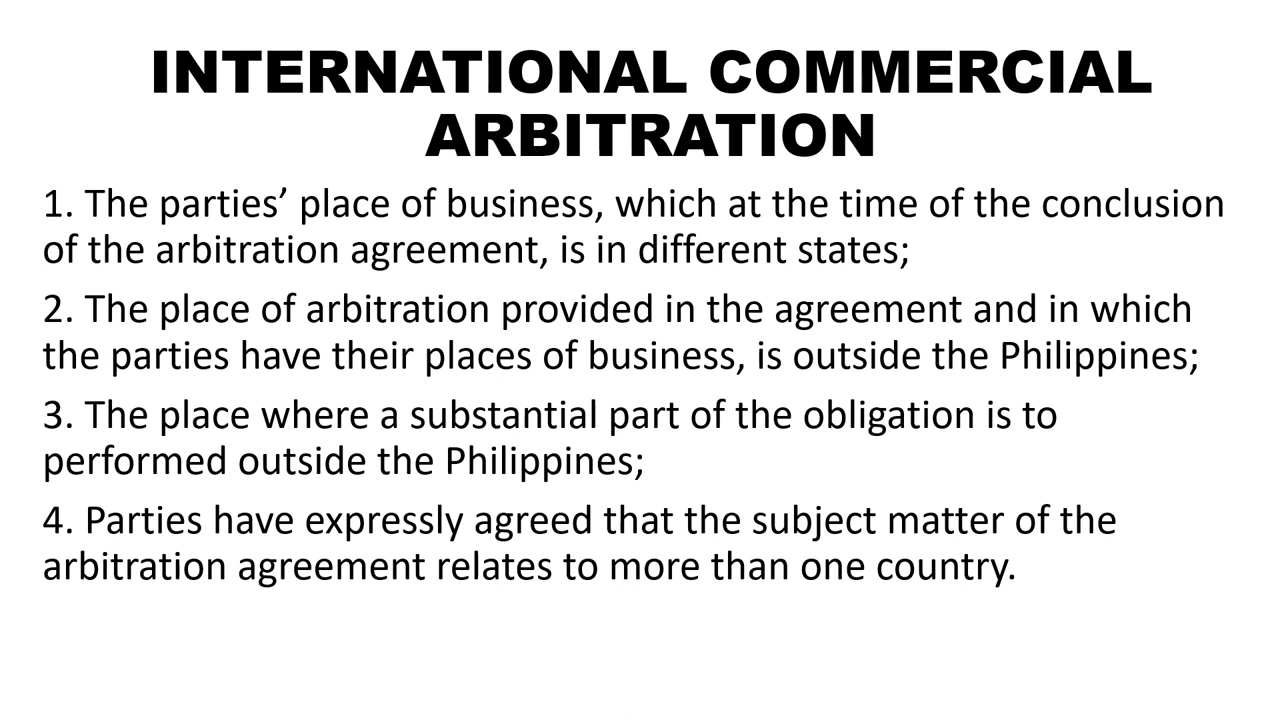 INTERNATIONAL COMMERCIAL
ARBITRATION
1. The parties’ place of business, which at the time of the conclusion
of the arbitration agreement, is in different states;
2. The place of arbitration provided in the agreement and in which
the parties have their places of business, is outside the Philippines;
3. The place where a substantial part of the obligation is to
performed outside the Philippines;
4. Parties have expressly agreed that the subject matter of the
arbitration agreement relates to more than one country.